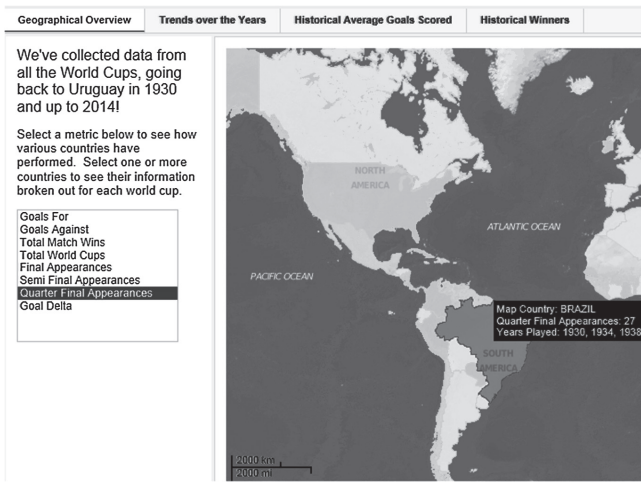 Geographical Overview
Trends over the Years
Historical Average Goals Scored
Historical Winners
We've collected data from
all the World Cups, going
back to Uruguay in 1930
and up to 2014!
Select a metric below to see how
various countries have
performed. Select one or more
countries to see their information
broken out for each world cup.
Goals For
Goals Against
Total Match Wins
Total World Cups
Final Appearances
Semi Final Appearances
Quarter Final Appearances
Goal Delta
NORTH
AMERICA
ATLANTIC OCEAN
PACIFIC OCEAN
Map Country: BRAZIL
Quarter Final Appearances: 27
Years Played: 1930, 1934, 1938
SOUTH
AMERICA
2000 km
2000 mi